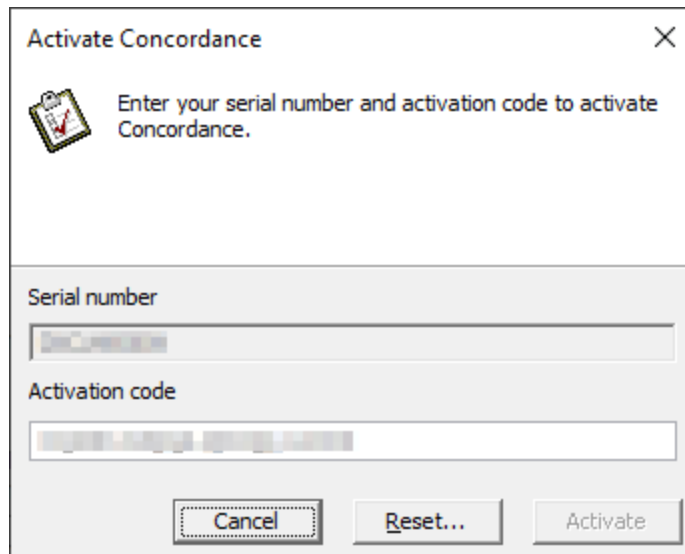 Activate Concordance
Enter your serial number and activation code to activate
Concordance.
Serial number
Activation code
Cancel
Reset...
Activate